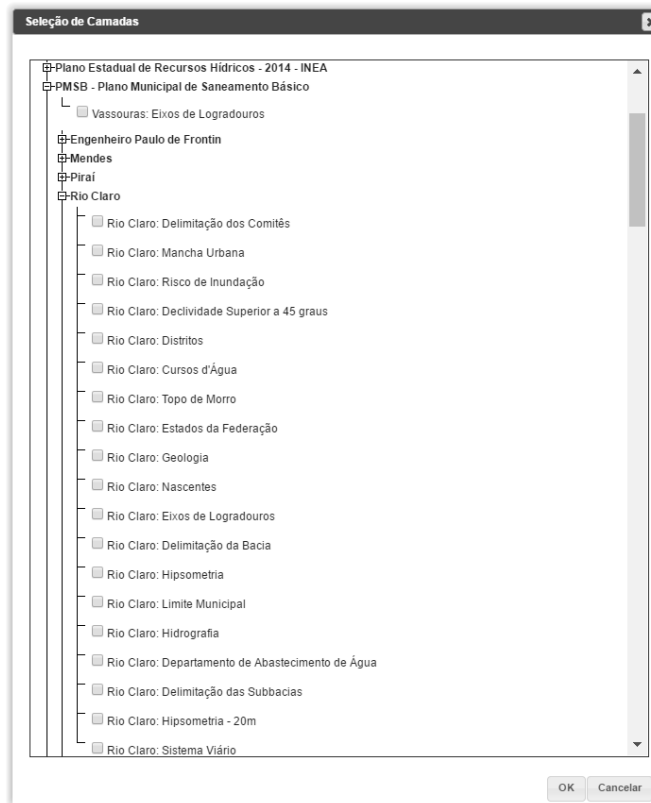 Seleção de Camadas
Plano Estadual de Recursos Hídricos - 2014 - INEA
PMSB - Plano Municipal de Saneamento Básico
Vassouras: Eixos de Logradouros
Engenheiro Paulo de Frontin
Mendes
Piraí
Rio Claro
Rio Claro: Delimitação dos Comitês
Rio Claro: Mancha Urbana
Rio Claro: Risco de Inundação
Rio Claro: Declividade Superior a 45 graus
Rio Claro: Distritos
Rio Claro: Cursos d'Água
Rio Claro: Topo de Morro
Rio Claro: Estados da Federação
Rio Claro: Geologia
Rio Claro: Nascentes
Rio Claro: Eixos de Logradouros
Rio Claro: Delimitação da Bacia
Rio Claro: Hipsometria
Rio Claro: Limite Municipal
Rio Claro: Hidrografia
Rio Claro: Departamento de Abastecimento de Água
Rio Claro: Delimitação das Subbacias
Rio Claro: Hipsometria - 20m
Rio Claro: Sistema Viário
OK Cancelar